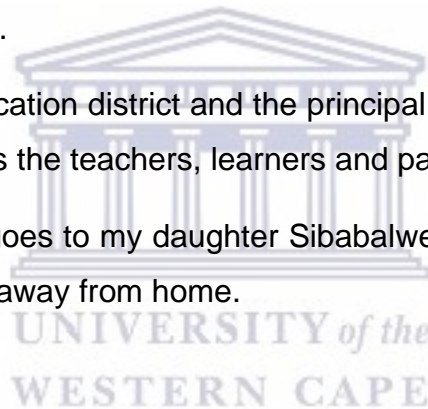 .
cation district and the principal
s the teachers, learners and pa
goes to my daughter Sibabalwe
away from home.
UNIVERSITY of the
WESTERN CAPE